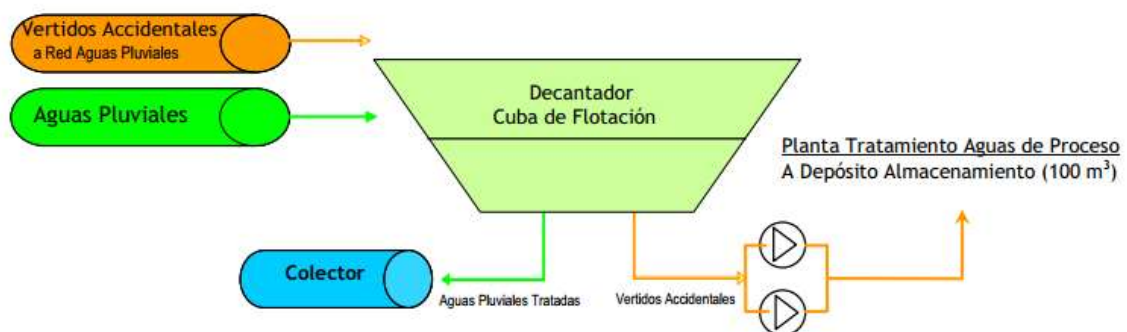 Vertidos Accidentales
a Red Aguas Pluviales
Aguas Pluviales
Decantador
Cuba de Flotación
Planta Tratamiento Aguas de Proceso
A Depósito Almacenamiento (100 m³)
Colector
Aguas Pluviales Tratadas
Vertidos Accidentales